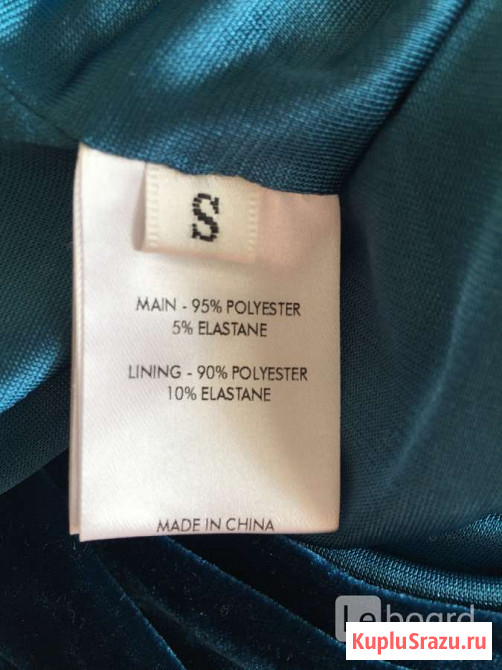 S
MAIN - 95% POLYESTER
5% ELASTANE
LINING - 90% POLYESTER
10% ELASTANE
MADE IN CHINA
Leboard
KupluSrazu.ru